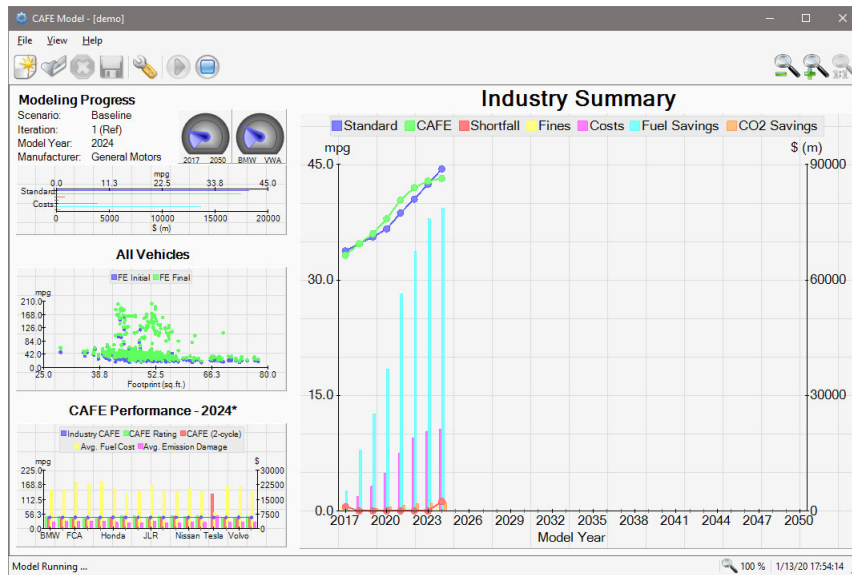 CAFE Model - [demo]
File View Help
Modeling Progress
Scenario: Baseline
Iteration: 1 (Ref)
Model Year: 2024
Manufacturer: General Motors
2017 2050 BMW VWA
mpg
0.0 11.3 22.5 33.8 45.0
Standard
Costs
0 5000 10000 15000 20000
$ (m)
All Vehicles
FE Initial FE Final
mpg
210.0
168.0
126.0
84.0
42.0
0.0
25.0 38.8 52.5 66.3 80.0
Footprint (sq.ft.)
CAFE Performance - 2024*
Industry CAFE CAFE Rating CAFE (2-cycle)
Avg. Fuel Cost Avg. Emission Damage
mpg $
225.0 30000
168.8 22500
112.5 15000
56.3 7500
0.0 0
BMW FCA Honda JLR Nissan Tesla Volvo
Industry Summary
Standard CAFE Shortfall Fines Costs Fuel Savings CO2 Savings
mpg $ (m)
45.0 90000
30.0 60000
15.0 30000
0.0 0
2017 2020 2023 2026 2029 2032 2035 2038 2041 2044 2047 2050
Model Year
Model Running ... 100 % 1/13/20 17:54:14